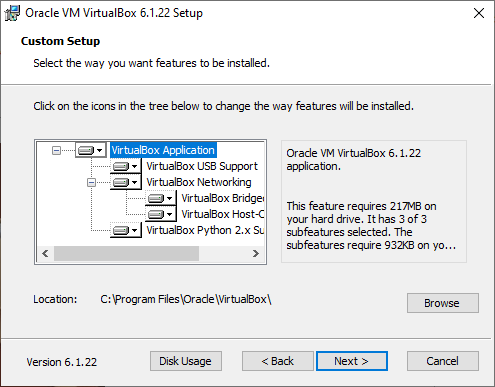 Oracle VM VirtualBox 6.1.22 Setup
Custom Setup
Select the way you want features to be installed.
Click on the icons in the tree below to change the way features will be installed.
VirtualBox Application
VirtualBox USB Support
VirtualBox Networking
VirtualBox Bridge
VirtualBox Host-
VirtualBox Python 2.x Su
Oracle VM VirtualBox 6.1.22
application.
This feature requires 217MB on
your hard drive. It has 3 of 3
subfeatures selected. The
subfeatures require 932KB on yo...
Location:
C:\Program Files\Oracle\VirtualBox\
Browse
Version 6.1.22
Disk Usage
< Back
Next >
Cancel